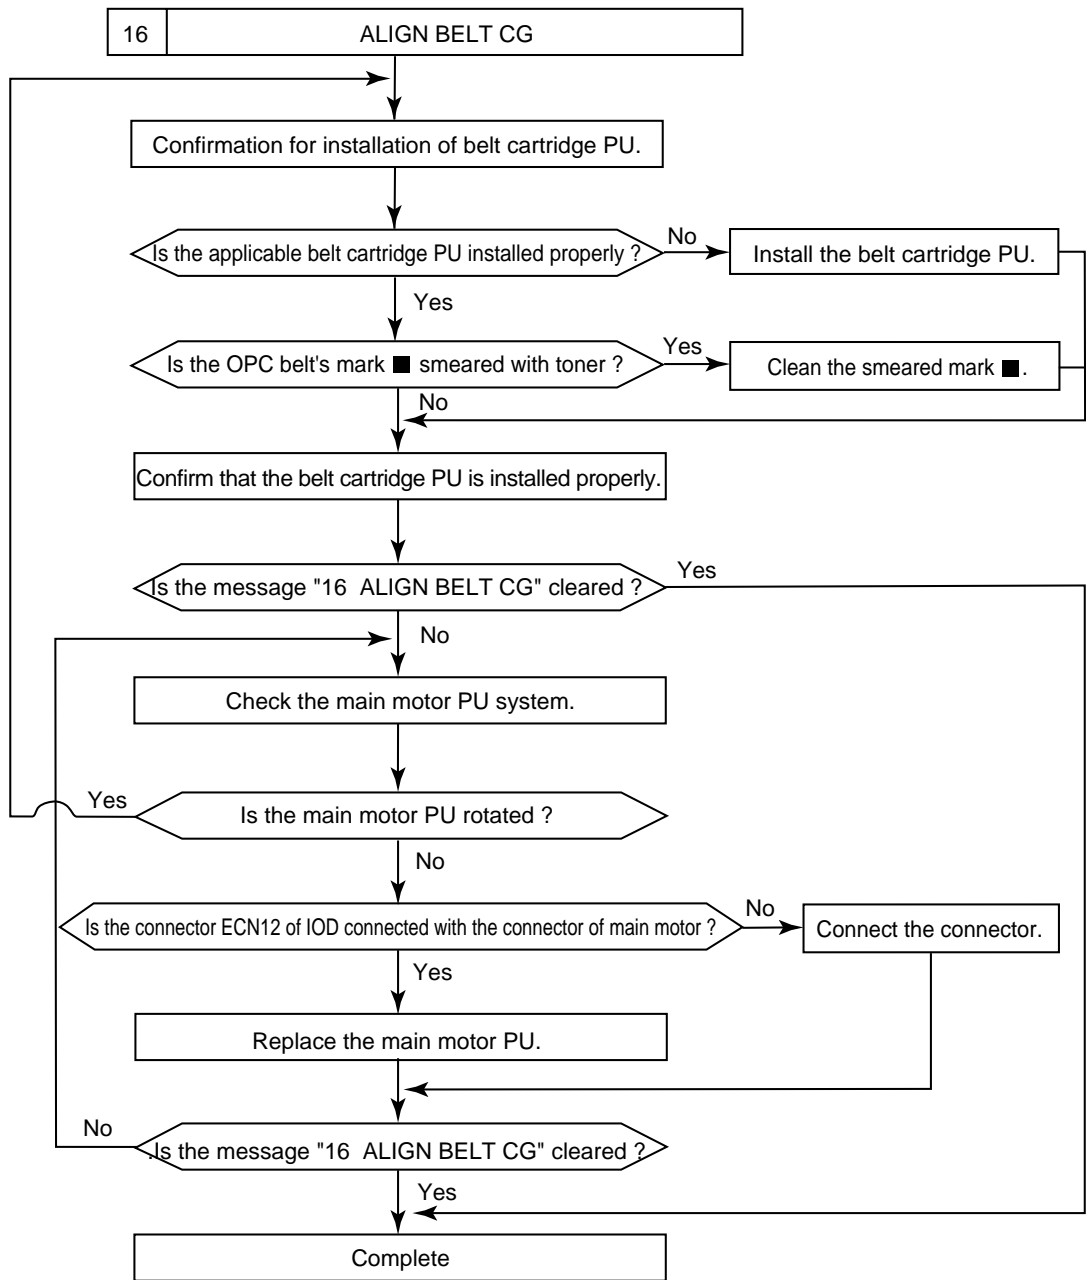 16 ALIGN BELT CG
Confirmation for installation of belt cartridge PU.
Is the applicable belt cartridge PU installed properly ?
No
Install the belt cartridge PU.
Yes
Is the OPC belt's mark ■ smeared with toner ?
Yes
Clean the smeared mark ■.
No
Confirm that the belt cartridge PU is installed properly.
Is the message "16 ALIGN BELT CG" cleared ?
Yes
No
Check the main motor PU system.
Yes
Is the main motor PU rotated ?
No
Is the connector ECN12 of IOD connected with the connector of main motor ?
No
Connect the connector.
Yes
Replace the main motor PU.
No
.Is the message "16 ALIGN BELT CG" cleared ?
Yes
Complete